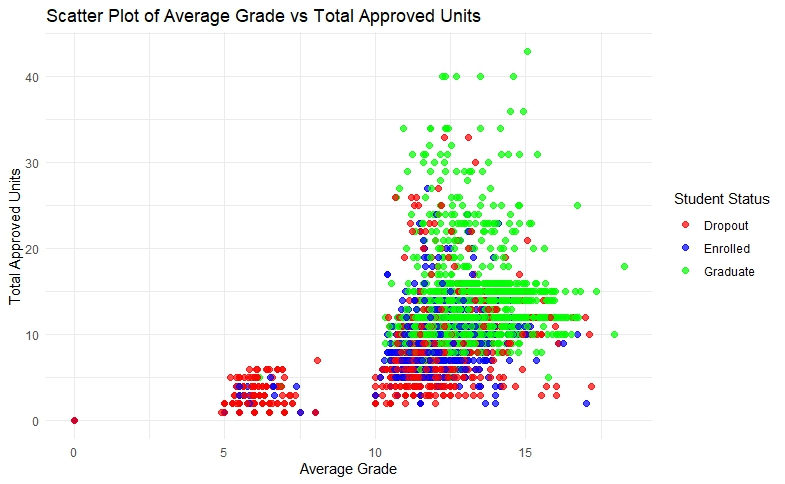 Scatter Plot of Average Grade vs Total Approved Units
Total Approved Units
40
30
20
10
0
0
5
10
15
Average Grade
Student Status
Dropout
Enrolled
Graduate